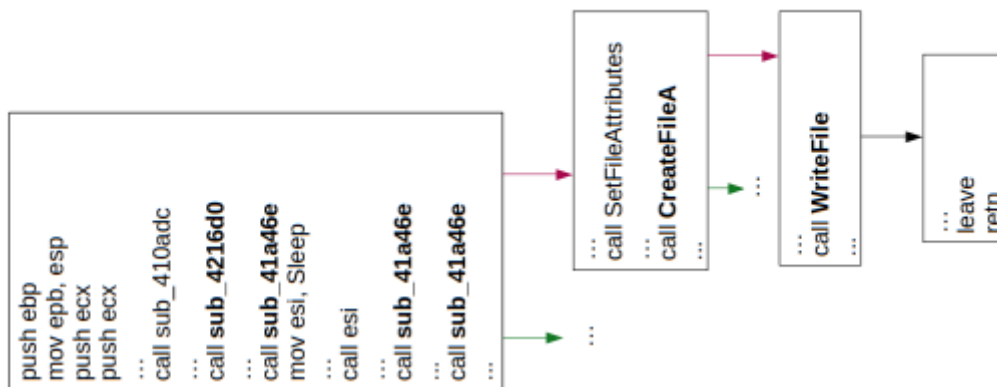 push ebp
mov epb, esp
push ecx
push ecx
...
call sub_410adc
...
call sub_4216d0
...
call sub_41a46e
mov esi, Sleep
...
call esi
...
call sub_41a46e
...
call sub_41a46e
...
...
...
call SetFileAttributes
...
call CreateFileA
...
...
...
call WriteFile
...
...
leave
retn